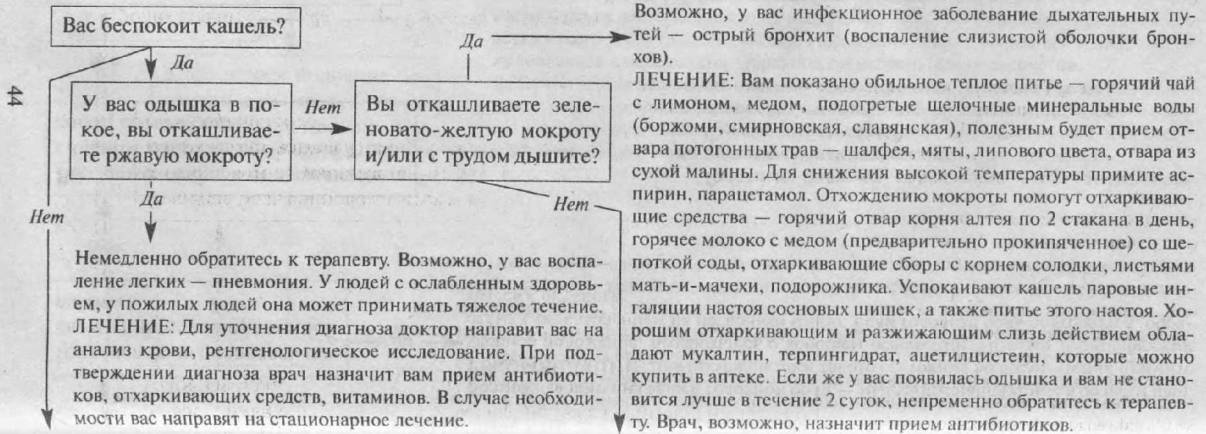 44
Вас беспокоит кашель?
Да
У вас одышка в по-
кое, вы откашливае-
те ржавую мокроту?
Нет
Вы откашливаете зеле-
новато-желтую мокроту
и/или с трудом дышите?
Да
Нет
Да
Нет
Немедленно обратитесь к терапевту. Возможно, у вас воспа-
ление легких — пневмония. У людей с ослабленным здоровь-
ем, у пожилых людей она может принимать тяжелое течение.
ЛЕЧЕНИЕ: Для уточнения диагноза доктор направит вас на
анализ крови, рентгенологическое исследование. При под-
тверждении диагноза врач назначит вам прием антибиоти-
ков, отхаркивающих средств, витаминов. В случае необходи-
мости вас направят на стационарное лечение.
Возможно, у вас инфекционное заболевание дыхательных пу-
тей — острый бронхит (воспаление слизистой оболочки брон-
хов).
ЛЕЧЕНИЕ: Вам показано обильное теплое питье — горячий чай
с лимоном, медом, подогретые щелочные минеральные воды
(боржоми, смирновская, славянская), полезным будет прием от-
вара потогонных трав — шалфея, мяты, липового цвета, отвара из
сухой малины. Для снижения высокой температуры примите ас-
пирин, парацетамол. Отхождению мокроты помогут отхаркиваю-
щие средства — горячий отвар корня алтея по 2 стакана в день,
горячее молоко с медом (предварительно прокипяченное) со ще-
поткой соды, отхаркивающие сборы с корнем солодки, листьями
мать-и-мачехи, подорожника. Успокаивают кашель паровые ин-
галяции настоя сосновых шишек, а также питье этого настоя. Хо-
рошим отхаркивающим и разжижающим слизь действием обла-
дают мукалтин, терпингидрат, ацетилцистеин, которые можно
купить в аптеке. Если же у вас появилась одышка и вам не стано-
вится лучше в течение 2 суток, непременно обратитесь к терапев-
ту. Врач, возможно, назначит прием антибиотиков.